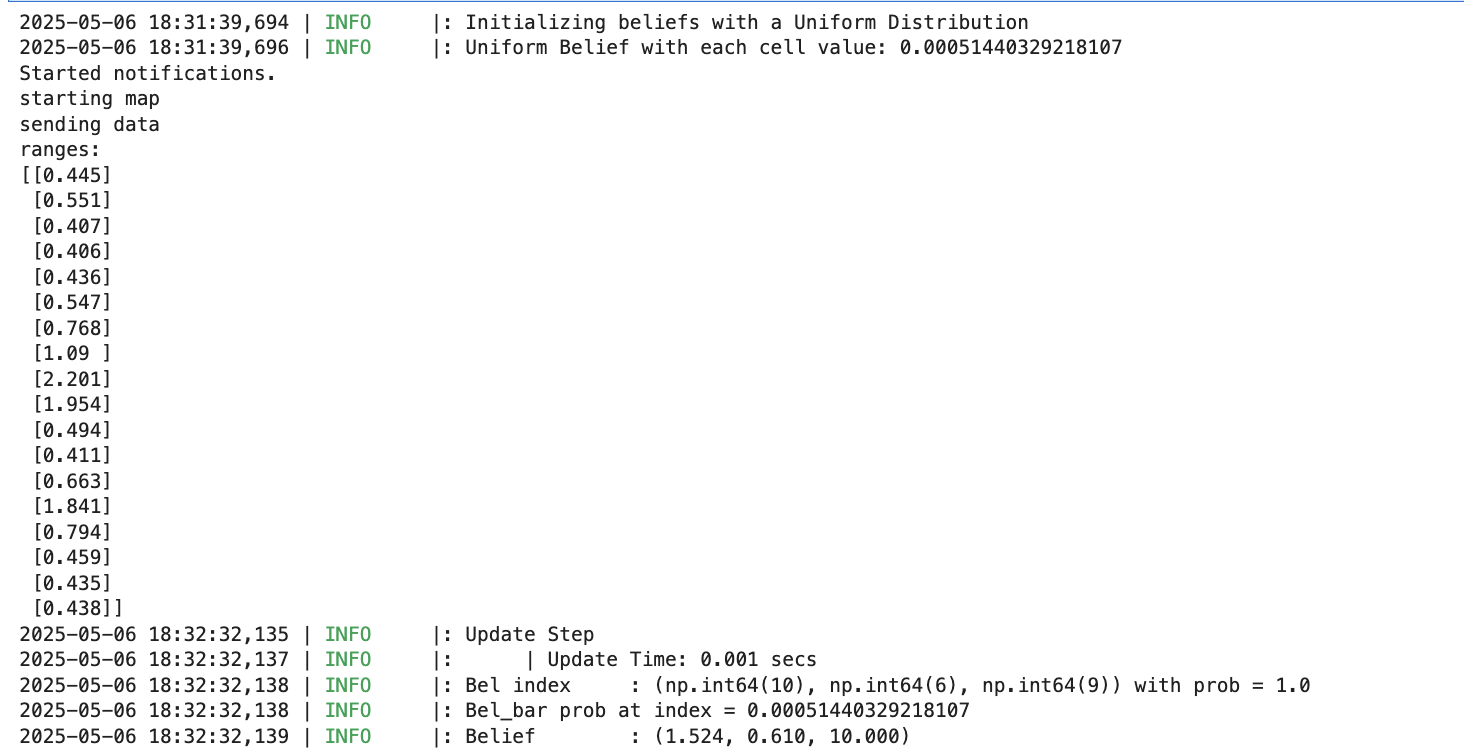 2025-05-06 18:31:39,694 | INFO     |: Initializing beliefs with a Uniform Distribution
2025-05-06 18:31:39,696 | INFO     |: Uniform Belief with each cell value: 0.00051440329218107
Started notifications.
starting map
sending data
ranges:
[[0.445]
 [0.551]
 [0.407]
 [0.406]
 [0.436]
 [0.547]
 [0.768]
 [1.09 ]
 [2.201]
 [1.954]
 [0.494]
 [0.411]
 [0.663]
 [1.841]
 [0.794]
 [0.459]
 [0.435]
 [0.438]]
2025-05-06 18:32:32,135 | INFO     |: Update Step
2025-05-06 18:32:32,137 | INFO     |:      | Update Time: 0.001 secs
2025-05-06 18:32:32,138 | INFO     |: Bel index     : (np.int64(10), np.int64(6), np.int64(9)) with prob = 1.0
2025-05-06 18:32:32,138 | INFO     |: Bel_bar prob at index = 0.00051440329218107
2025-05-06 18:32:32,139 | INFO     |: Belief        : (1.524, 0.610, 10.000)